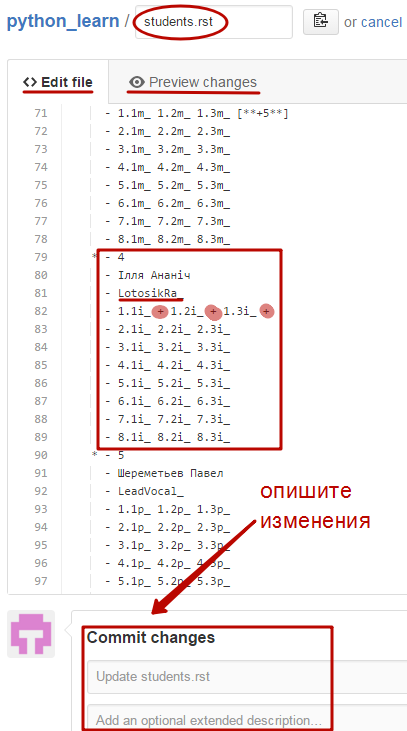 python_learn / students.rst or cancel
<> Edit file Preview changes
71 - 1.1m_ 1.2m_ 1.3m_ [**+5**]
72 - 2.1m_ 2.2m_ 2.3m_
73 - 3.1m_ 3.2m_ 3.3m_
74 - 4.1m_ 4.2m_ 4.3m_
75 - 5.1m_ 5.2m_ 5.3m_
76 - 6.1m_ 6.2m_ 6.3m_
77 - 7.1m_ 7.2m_ 7.3m_
78 - 8.1m_ 8.2m_ 8.3m_
79 * - 4
80 - Ілля Ананіч
81 - LotosikRa_
82 - 1.1i_ + 1.2i_ + 1.3i_ +
83 - 2.1i_ 2.2i_ 2.3i_
84 - 3.1i_ 3.2i_ 3.3i_
85 - 4.1i_ 4.2i_ 4.3i_
86 - 5.1i_ 5.2i_ 5.3i_
87 - 6.1i_ 6.2i_ 6.3i_
88 - 7.1i_ 7.2i_ 7.3i_
89 - 8.1i_ 8.2i_ 8.3i_
90 * - 5
91 - Шереметьев Павел
92 - LeadVocal_
93 - 1.1p_ 1.2p_ 1.3p_
94 - 2.1p_ 2.2p_ 2.3p_
95 - 3.1p_ 3.2p_ 3.3p_
96 - 4.1p_ 4.2p_ 4.3p_
97 - 5.1p_ 5.2p_ 5.3p_
опишите
изменения
Commit changes
Update students.rst
Add an optional extended description...